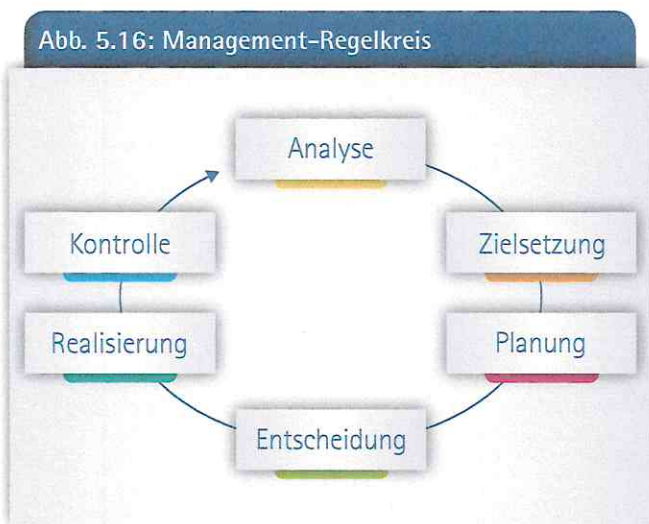 Abb. 5.16: Management-Regelkreis
Analyse
Zielsetzung
Planung
Entscheidung
Realisierung
Kontrolle